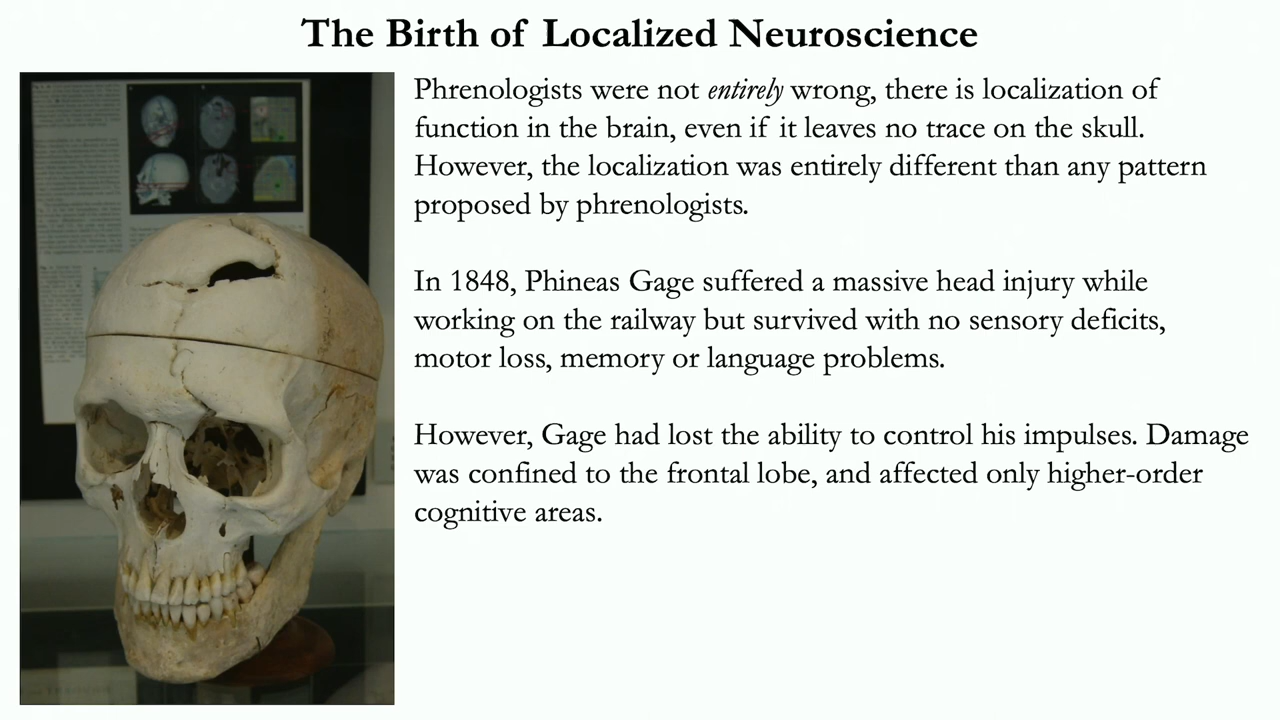 The Birth of Localized Neuroscience
Phrenologists were not entirely wrong, there is localization of
function in the brain, even if it leaves no trace on the skull.
However, the localization was entirely different than any pattern
proposed by phrenologists.
In 1848, Phineas Gage suffered a massive head injury while
working on the railway but survived with no sensory deficits,
motor loss, memory or language problems.
However, Gage had lost the ability to control his impulses. Damage
was confined to the frontal lobe, and affected only higher-order
cognitive areas.